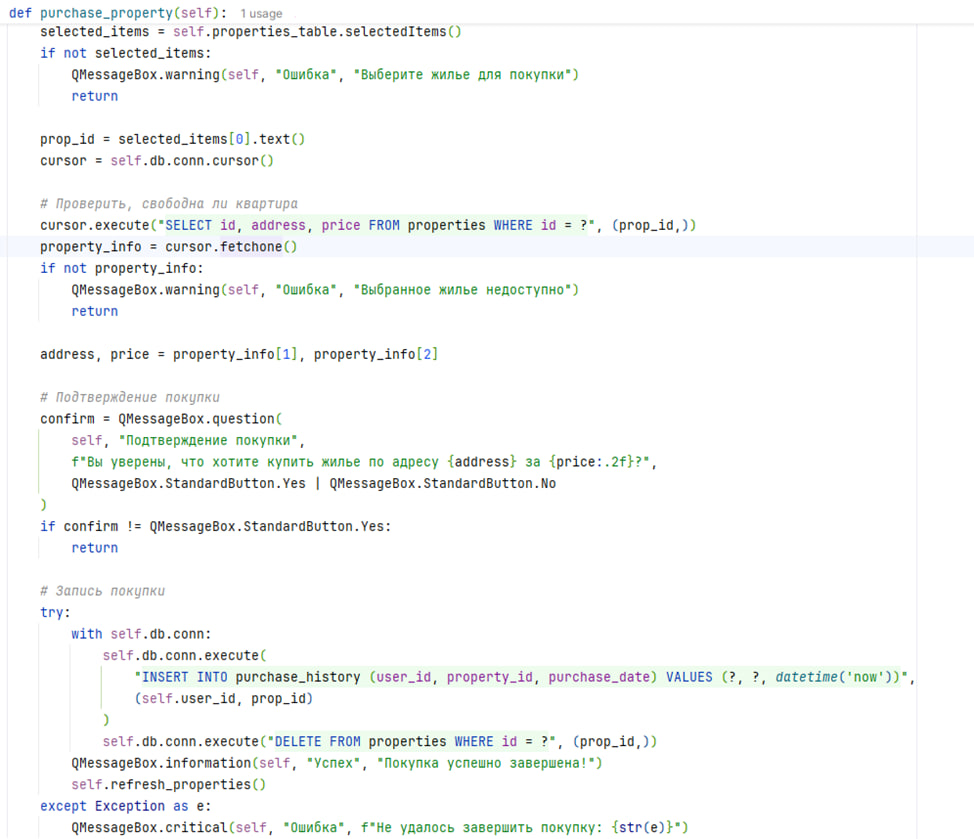 def purchase_property(self): 1 usage
selected_items = self.properties_table.selectedItems()
if not selected_items:
QMessageBox.warning(self, "Ошибка", "Выберите жилье для покупки")
return
prop_id = selected_items[0].text()
cursor = self.db.conn.cursor()
# Проверить, свободна ли квартира
cursor.execute("SELECT id, address, price FROM properties WHERE id = ?", (prop_id,))
property_info = cursor.fetchone()
if not property_info:
QMessageBox.warning(self, "Ошибка", "Выбранное жилье недоступно")
return
address, price = property_info[1], property_info[2]
# Подтверждение покупки
confirm = QMessageBox.question(
self, "Подтверждение покупки",
f"Вы уверены, что хотите купить жилье по адресу {address} за {price:.2f}?",
QMessageBox.StandardButton.Yes | QMessageBox.StandardButton.No
)
if confirm != QMessageBox.StandardButton.Yes:
return
# Запись покупки
try:
with self.db.conn:
self.db.conn.execute(
"INSERT INTO purchase_history (user_id, property_id, purchase_date) VALUES (?, ?, datetime('now'))",
(self.user_id, prop_id)
)
self.db.conn.execute("DELETE FROM properties WHERE id = ?", (prop_id,))
QMessageBox.information(self, "Успех", "Покупка успешно завершена!")
self.refresh_properties()
except Exception as e:
QMessageBox.critical(self, "Ошибка", f"Не удалось завершить покупку: {str(e)}")